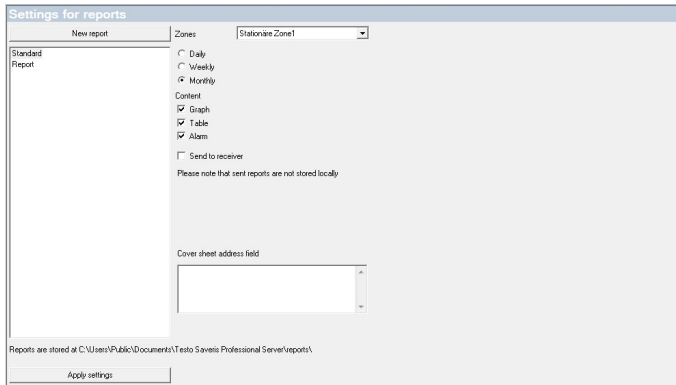 Settings for reports
New report
Zones
Stationäre Zone1
Standard
Report
Daily
Weekly
Monthly
Content
Graph
Table
Alarm
Send to receiver
Please note that sent reports are not stored locally
Cover sheet address field
Reports are stored at C:\Users\Public\Documents\Testo Saveris Professional Server\reports\
Apply settings